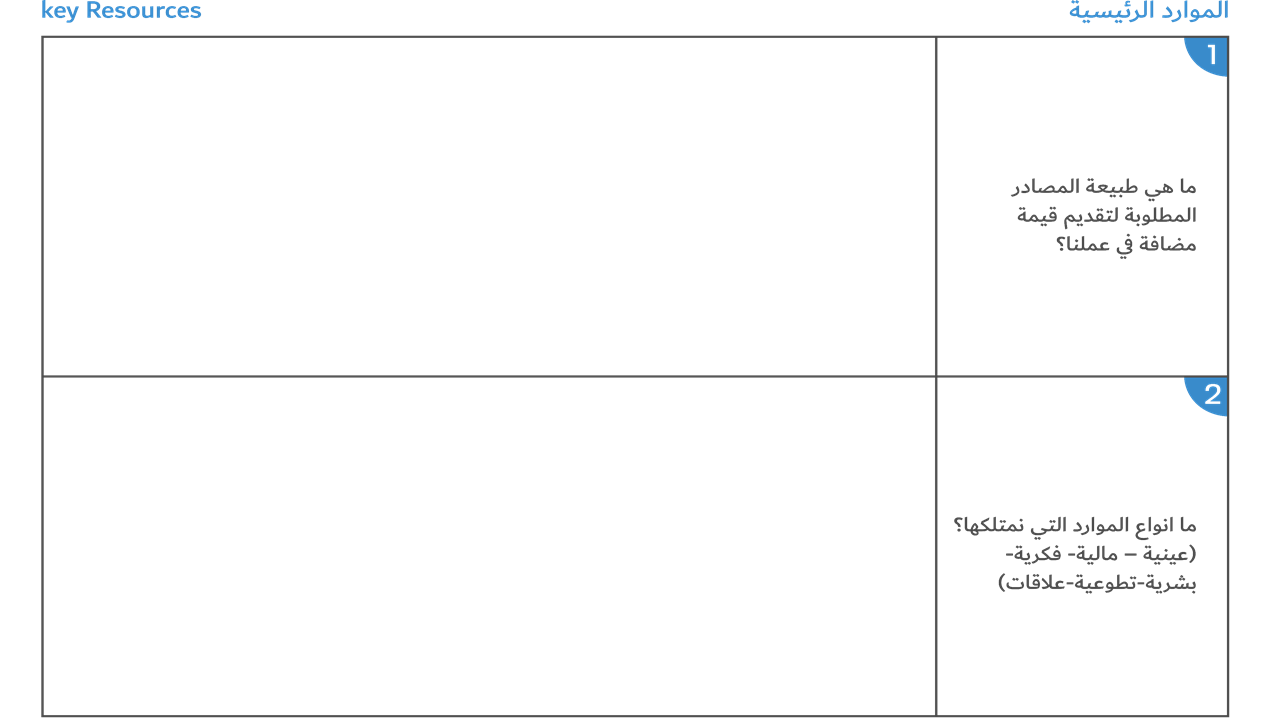 الموارد الرئيسية
key Resources
1
ما هي طبيعة المصادر
المطلوبة لتقديم قيمة
مضافة في عملنا؟
2
ما انواع الموارد التي نمتلكها؟
(عينية – مالية- فكرية-
بشرية-تطوعية-علاقات)